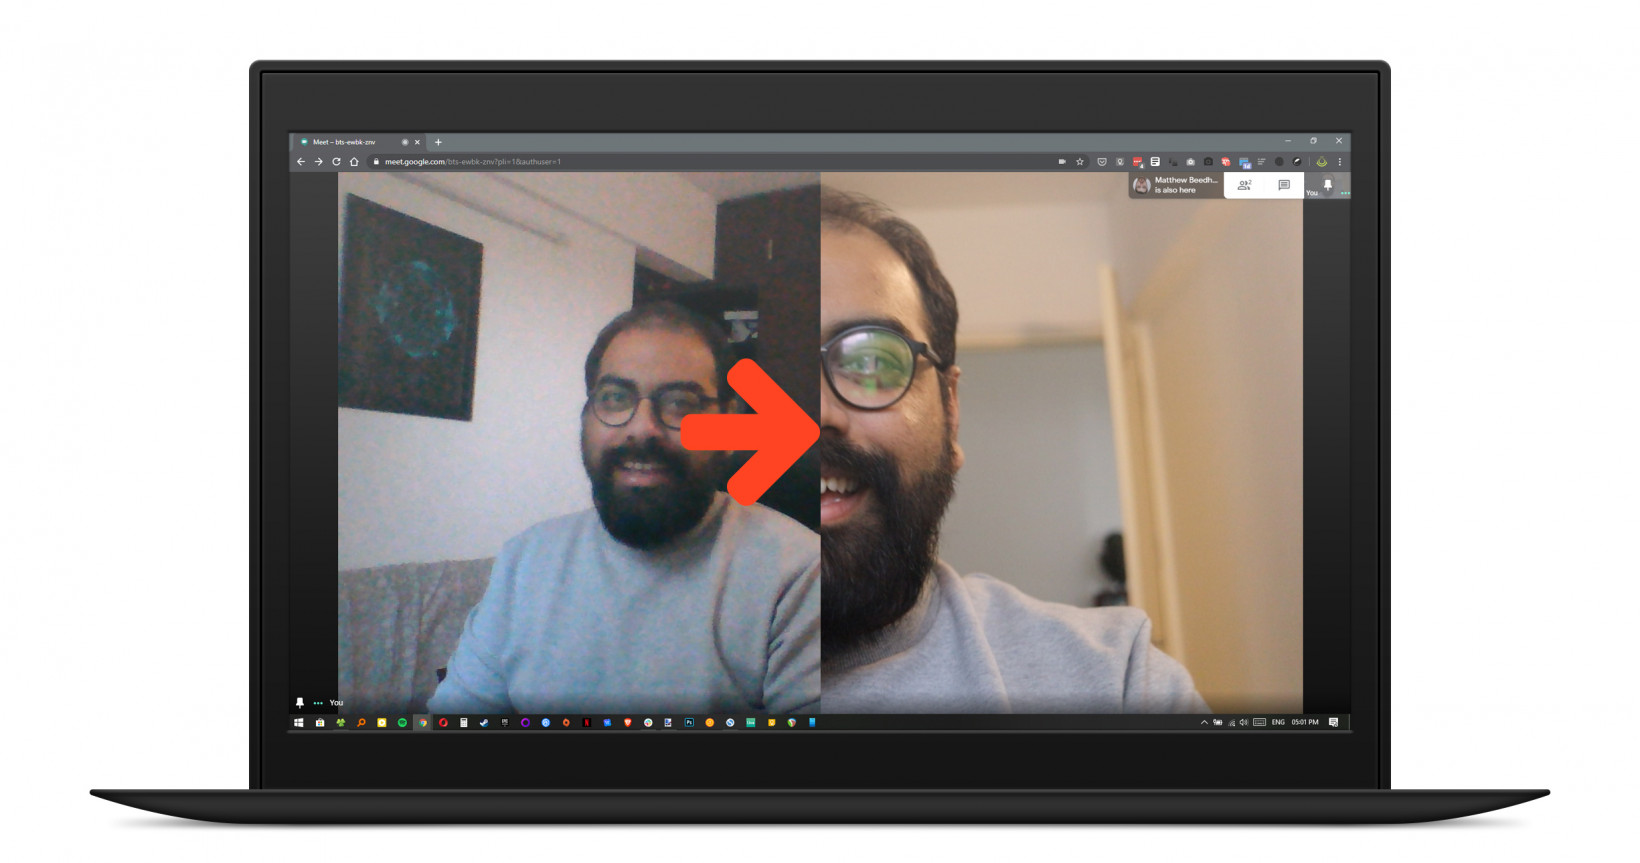 Meet – bts-ewbk-znv
meet.google.com/bts-ewbk-znv?pli=1&authuser=1
Matthew Beedh...
is also here
2
You
You
ENG
05:01 PM